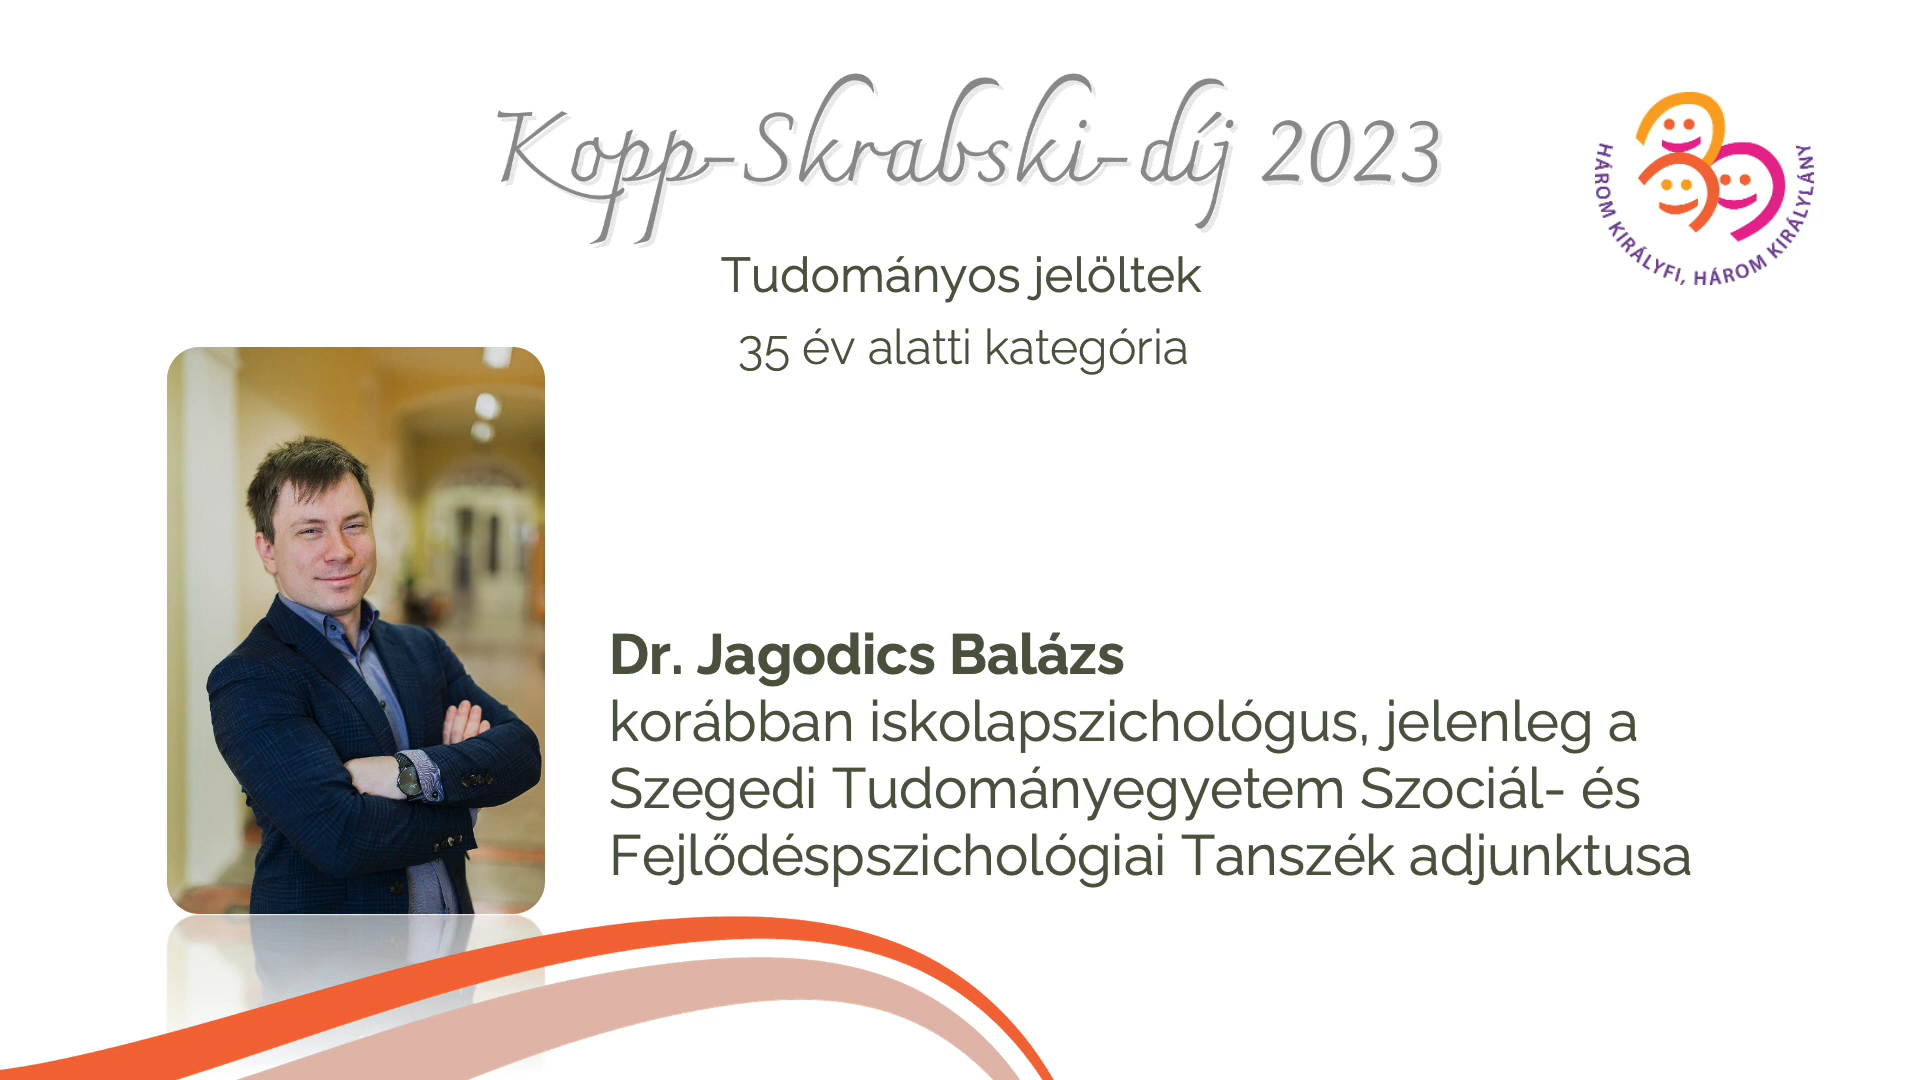 Kopp-Skrabski-díj 2023
HÁROM KIRÁLYFI, HÁROM KIRÁLYLÁNY
Tudományos jelöltek
35 év alatti kategória
Dr. Jagodics Balázs
korábban iskolapszichológus, jelenleg a
Szegedi Tudományegyetem Szociál- és
Fejlődéspszichológiai Tanszék adjunktusa